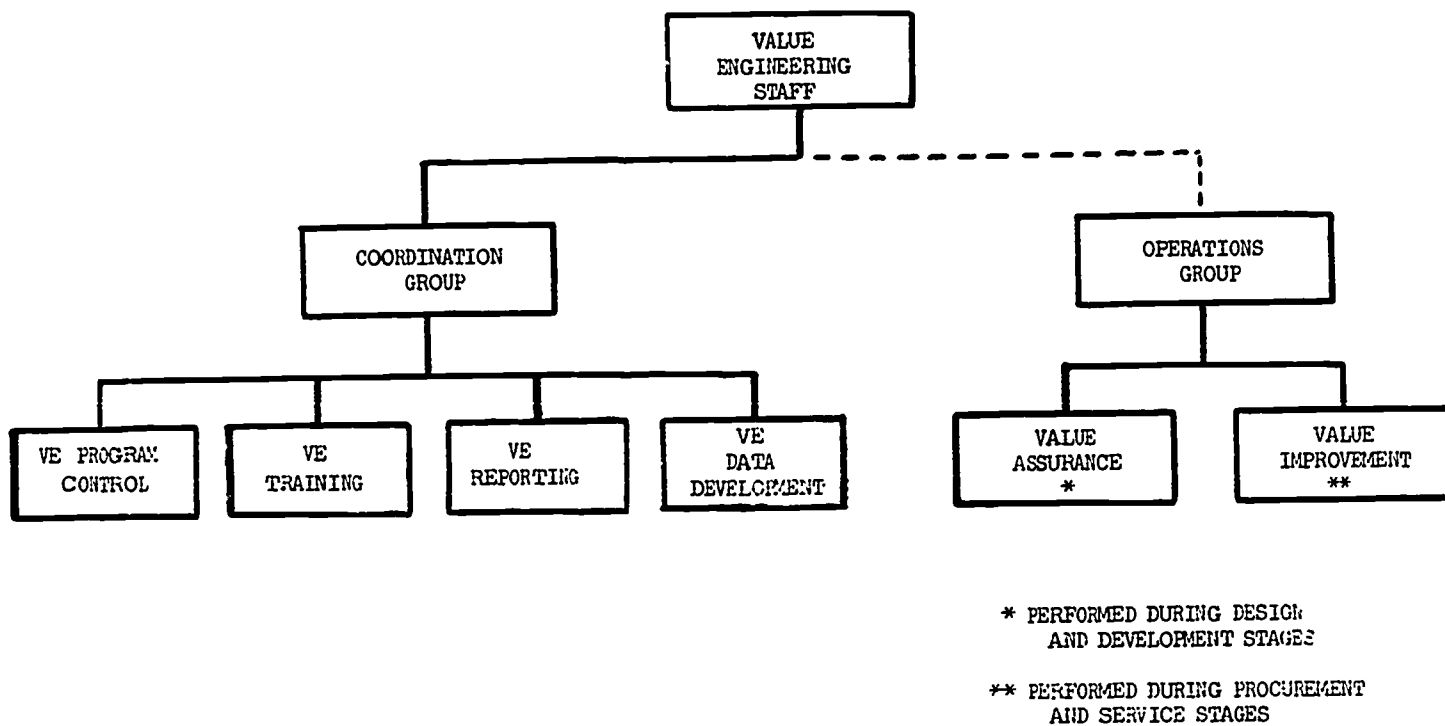 VALUE
ENGINEERING
STAFF
COORDINATION
GROUP
OPERATIONS
GROUP
VE PROGRAM
CONTROL
VE
TRAINING
VE
REPORTING
VE
DATA
DEVELOPMENT
VALUE
ASSURANCE
*
VALUE
IMPROVEMENT
**
* PERFORMED DURING DESIGN
AND DEVELOPMENT STAGES
** PERFORMED DURING PROCUREMENT
AND SERVICE STAGES